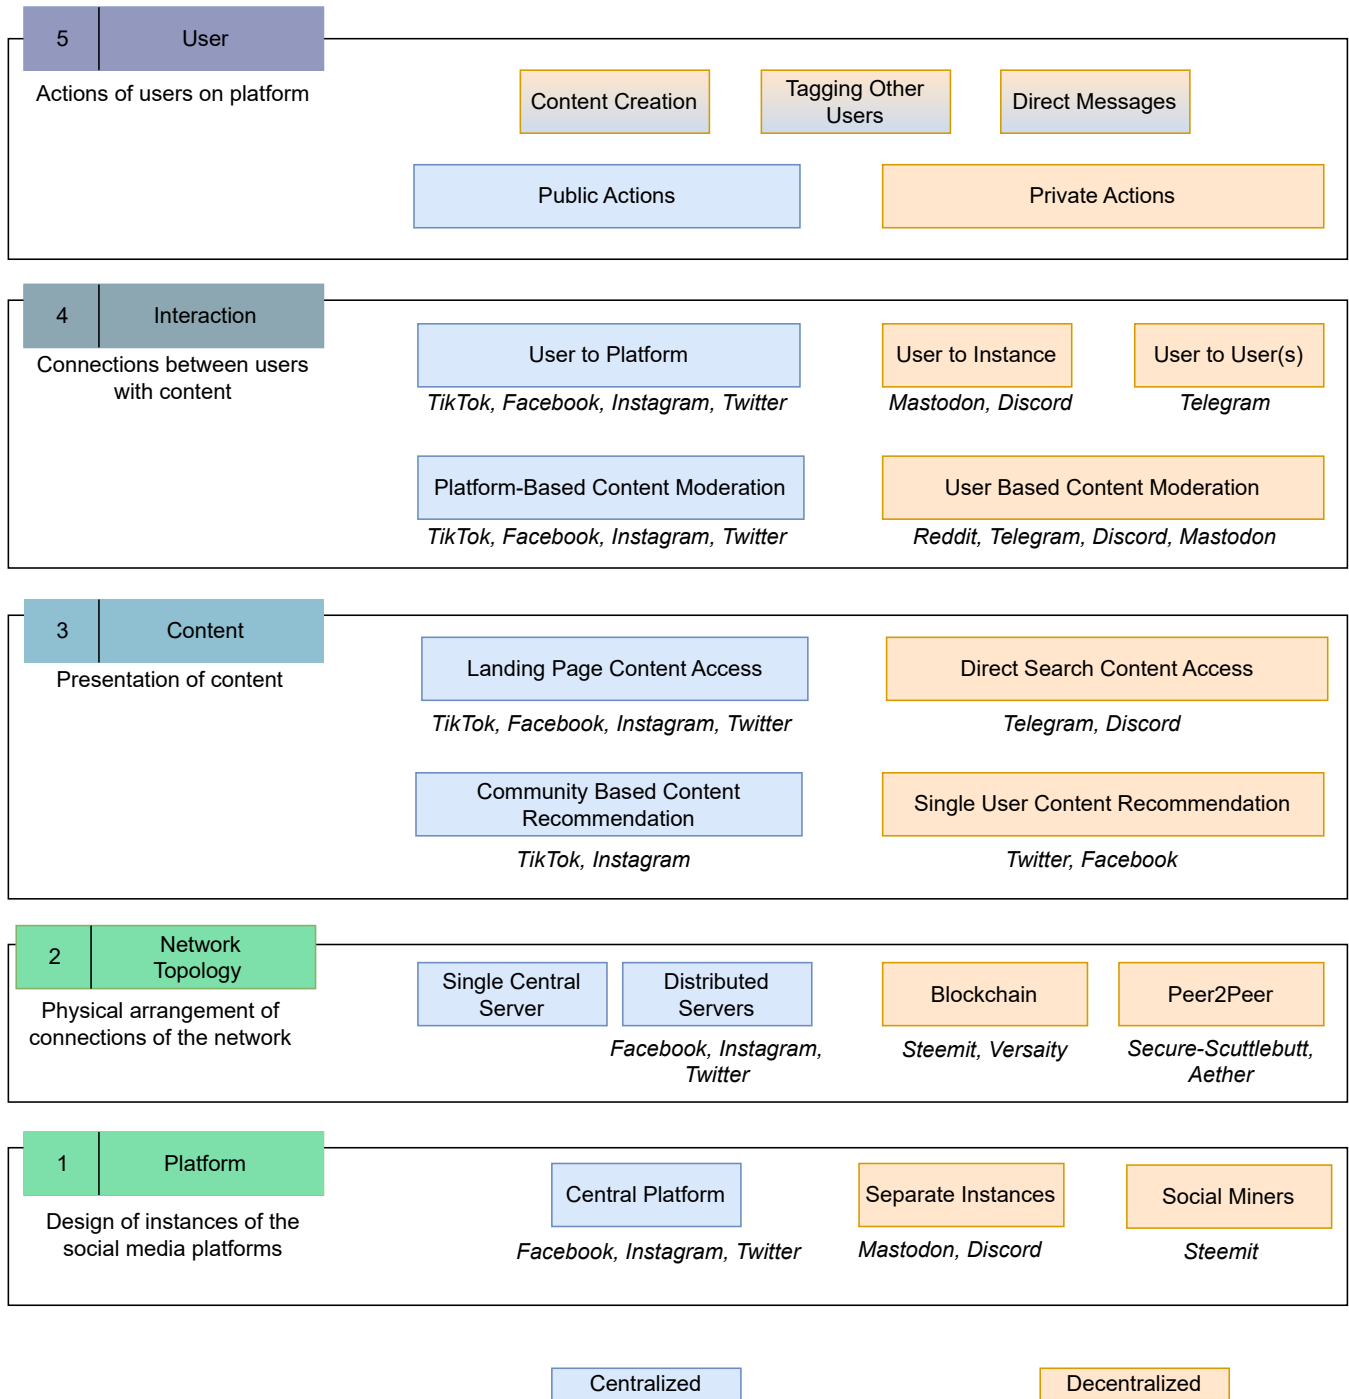 5 User
Actions of users on platform
Content Creation
Tagging Other
Users
Direct Messages
Public Actions
Private Actions
4 Interaction
Connections between users
with content
User to Platform
TikTok, Facebook, Instagram, Twitter
User to Instance
Mastodon, Discord
User to User(s)
Telegram
Platform-Based Content Moderation
TikTok, Facebook, Instagram, Twitter
User Based Content Moderation
Reddit, Telegram, Discord, Mastodon
3 Content
Presentation of content
Landing Page Content Access
TikTok, Facebook, Instagram, Twitter
Direct Search Content Access
Telegram, Discord
Community Based Content
Recommendation
TikTok, Instagram
Single User Content Recommendation
Twitter, Facebook
2 Network
Topology
Physical arrangement of
connections of the network
Single Central
Server
Distributed
Servers
Facebook, Instagram,
Twitter
Blockchain
Steemit, Versaity
Peer2Peer
Secure-Scuttlebutt,
Aether
1 Platform
Design of instances of the
social media platforms
Central Platform
Facebook, Instagram, Twitter
Separate Instances
Mastodon, Discord
Social Miners
Steemit
Centralized
Decentralized